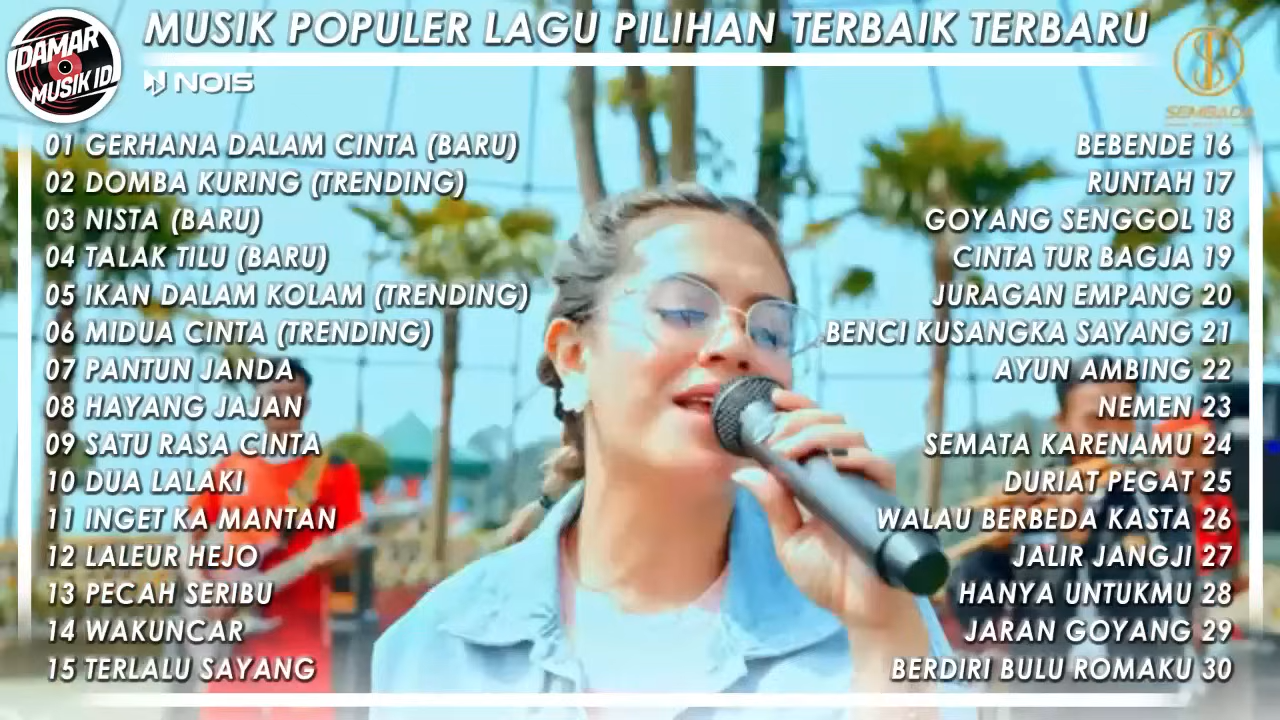 DAMAR
MUSIK ID
MUSIK POPULER LAGU PILIHAN TERBAIK TERBARU
NO15
SEMBADA
01 GERHANA DALAM CINTA (BARU)
02 DOMBA KURING (TRENDING)
03 NISTA (BARU)
04 TALAK TILU (BARU)
05 IKAN DALAM KOLAM (TRENDING)
06 MIDUA CINTA (TRENDING)
07 PANTUN JANDA
08 HAYANG JAJAN
09 SATU RASA CINTA
10 DUA LALAKI
11 INGET KA MANTAN
12 LALEUR HEJO
13 PECAH SERIBU
14 WAKUNCAR
15 TERLALU SAYANG
BEBENDE 16
RUNTAH 17
GOYANG SENGGOL 18
CINTA TUR BAGJA 19
JURAGAN EMPANG 20
BENCI KUSANGKA SAYANG 21
AYUN AMBING 22
NEMEN 23
SEMATA KARENAMU 24
DURIAT PEGAT 25
WALAU BERBEDA KASTA 26
JALIR JANGJI 27
HANYA UNTUKMU 28
JARAN GOYANG 29
BERDIRI BULU ROMAKU 30